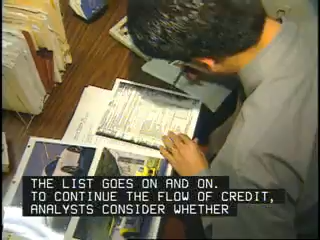 THE LIST GOES ON AND ON.
TO CONTINUE THE FLOW OF CREDIT,
ANALYSTS CONSIDER WHETHER